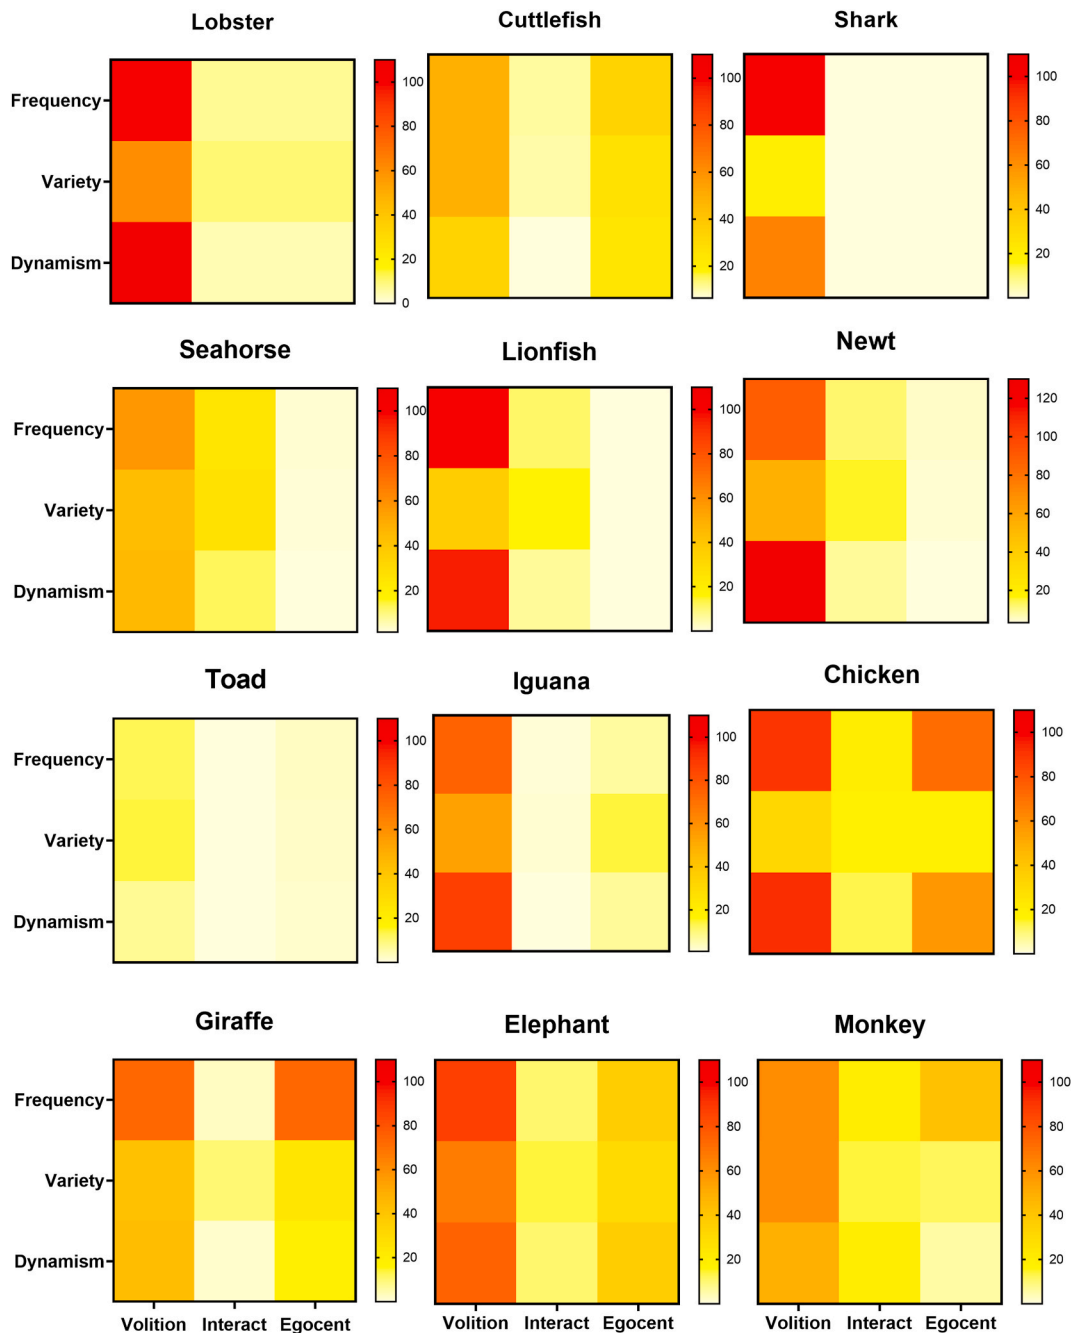 Lobster
Cuttlefish
Shark
Frequency
Variety
Dynamism
100
80
60
40
20
0
100
80
60
40
20
100
80
60
40
20
Seahorse
Lionfish
Newt
Frequency
Variety
Dynamism
100
80
60
40
20
100
80
60
40
20
120
100
80
60
40
20
Toad
Iguana
Chicken
Frequency
Variety
Dynamism
100
80
60
40
20
100
80
60
40
20
100
80
60
40
20
Giraffe
Elephant
Monkey
Frequency
Variety
Dynamism
100
80
60
40
20
100
80
60
40
20
100
80
60
40
20
Volition Interact Egocent
Volition Interact Egocent
Volition Interact Egocent